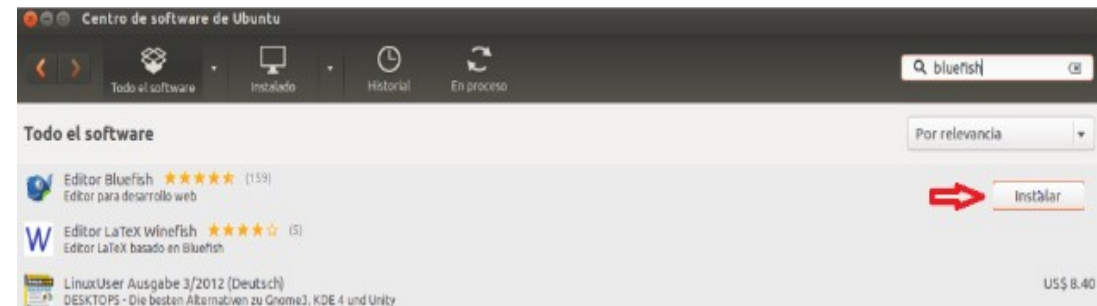 Centro de software de Ubuntu
Todo el software
Instalado
Historial
En proceso
bluefish
Todo el software
Por relevancia
Editor Bluefish (159)
Editor para desarrollo web
Instalar
Editor LaTeX Winefish (5)
Editor LaTeX basado en Bluefish
LinuxUser Ausgabe 3/2012 (Deutsch)
US$ 8.40
DESKTOPS - Die besten Alternativen zu Gnome3, KDE 4 und Unity